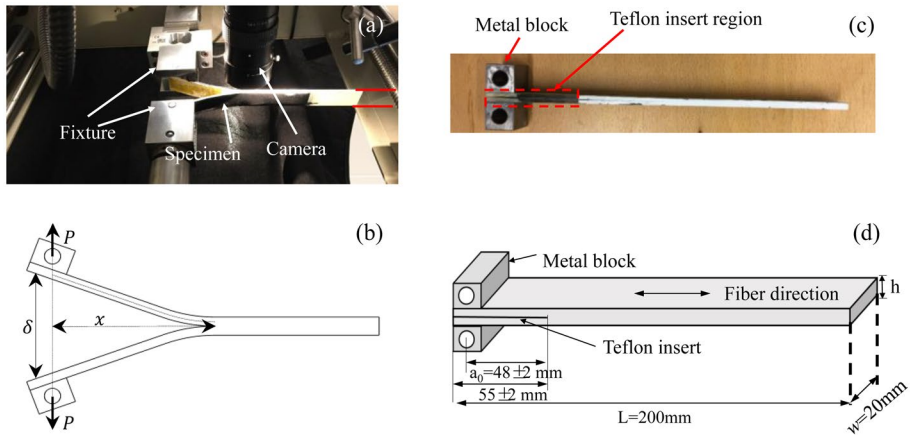 (a)
Fixture
Specimen
Camera
(c)
Metal block
Teflon insert region
(b)
P
δ
x
P
(d)
Metal block
Fiber direction
h
Teflon insert
a₀=48±2 mm
55±2 mm
L=200mm
w=20mm